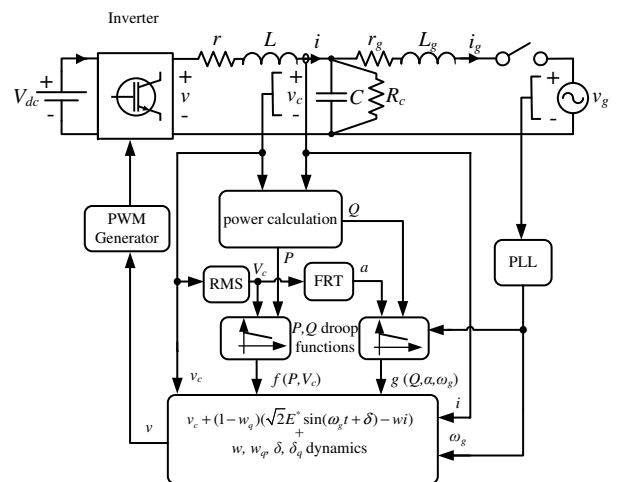 Inverter
r L i r_g L_g i_g
V_dc + - + v - + v_c - C R_c + - v_g
PWM
Generator
power calculation
Q
P
PLL
RMS
V_c
FRT
a
P,Q droop
functions
v_c
f (P,V_c)
g (Q,α,ω_g)
i
v
ω_g
v_c + (1 − w_q)(√2E* sin(ω_g t + δ) − wi)
+
w, w_q, δ, δ_q dynamics